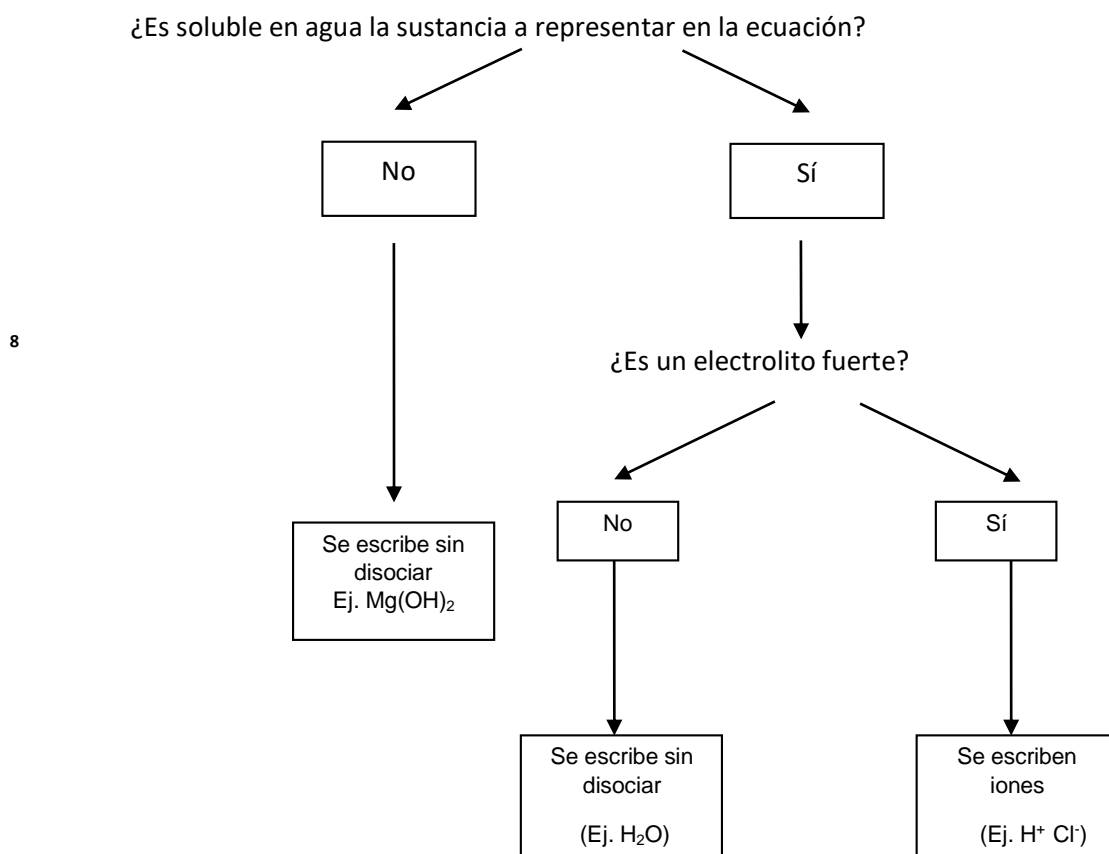 ¿Es soluble en agua la sustancia a representar en la ecuación?
No
Sí
8
¿Es un electrolito fuerte?
No
Sí
Se escribe sin
disociar
Ej. Mg(OH)₂
Se escribe sin
disociar
(Ej. H₂O)
Se escriben
iones
(Ej. H⁺ Cl⁻)